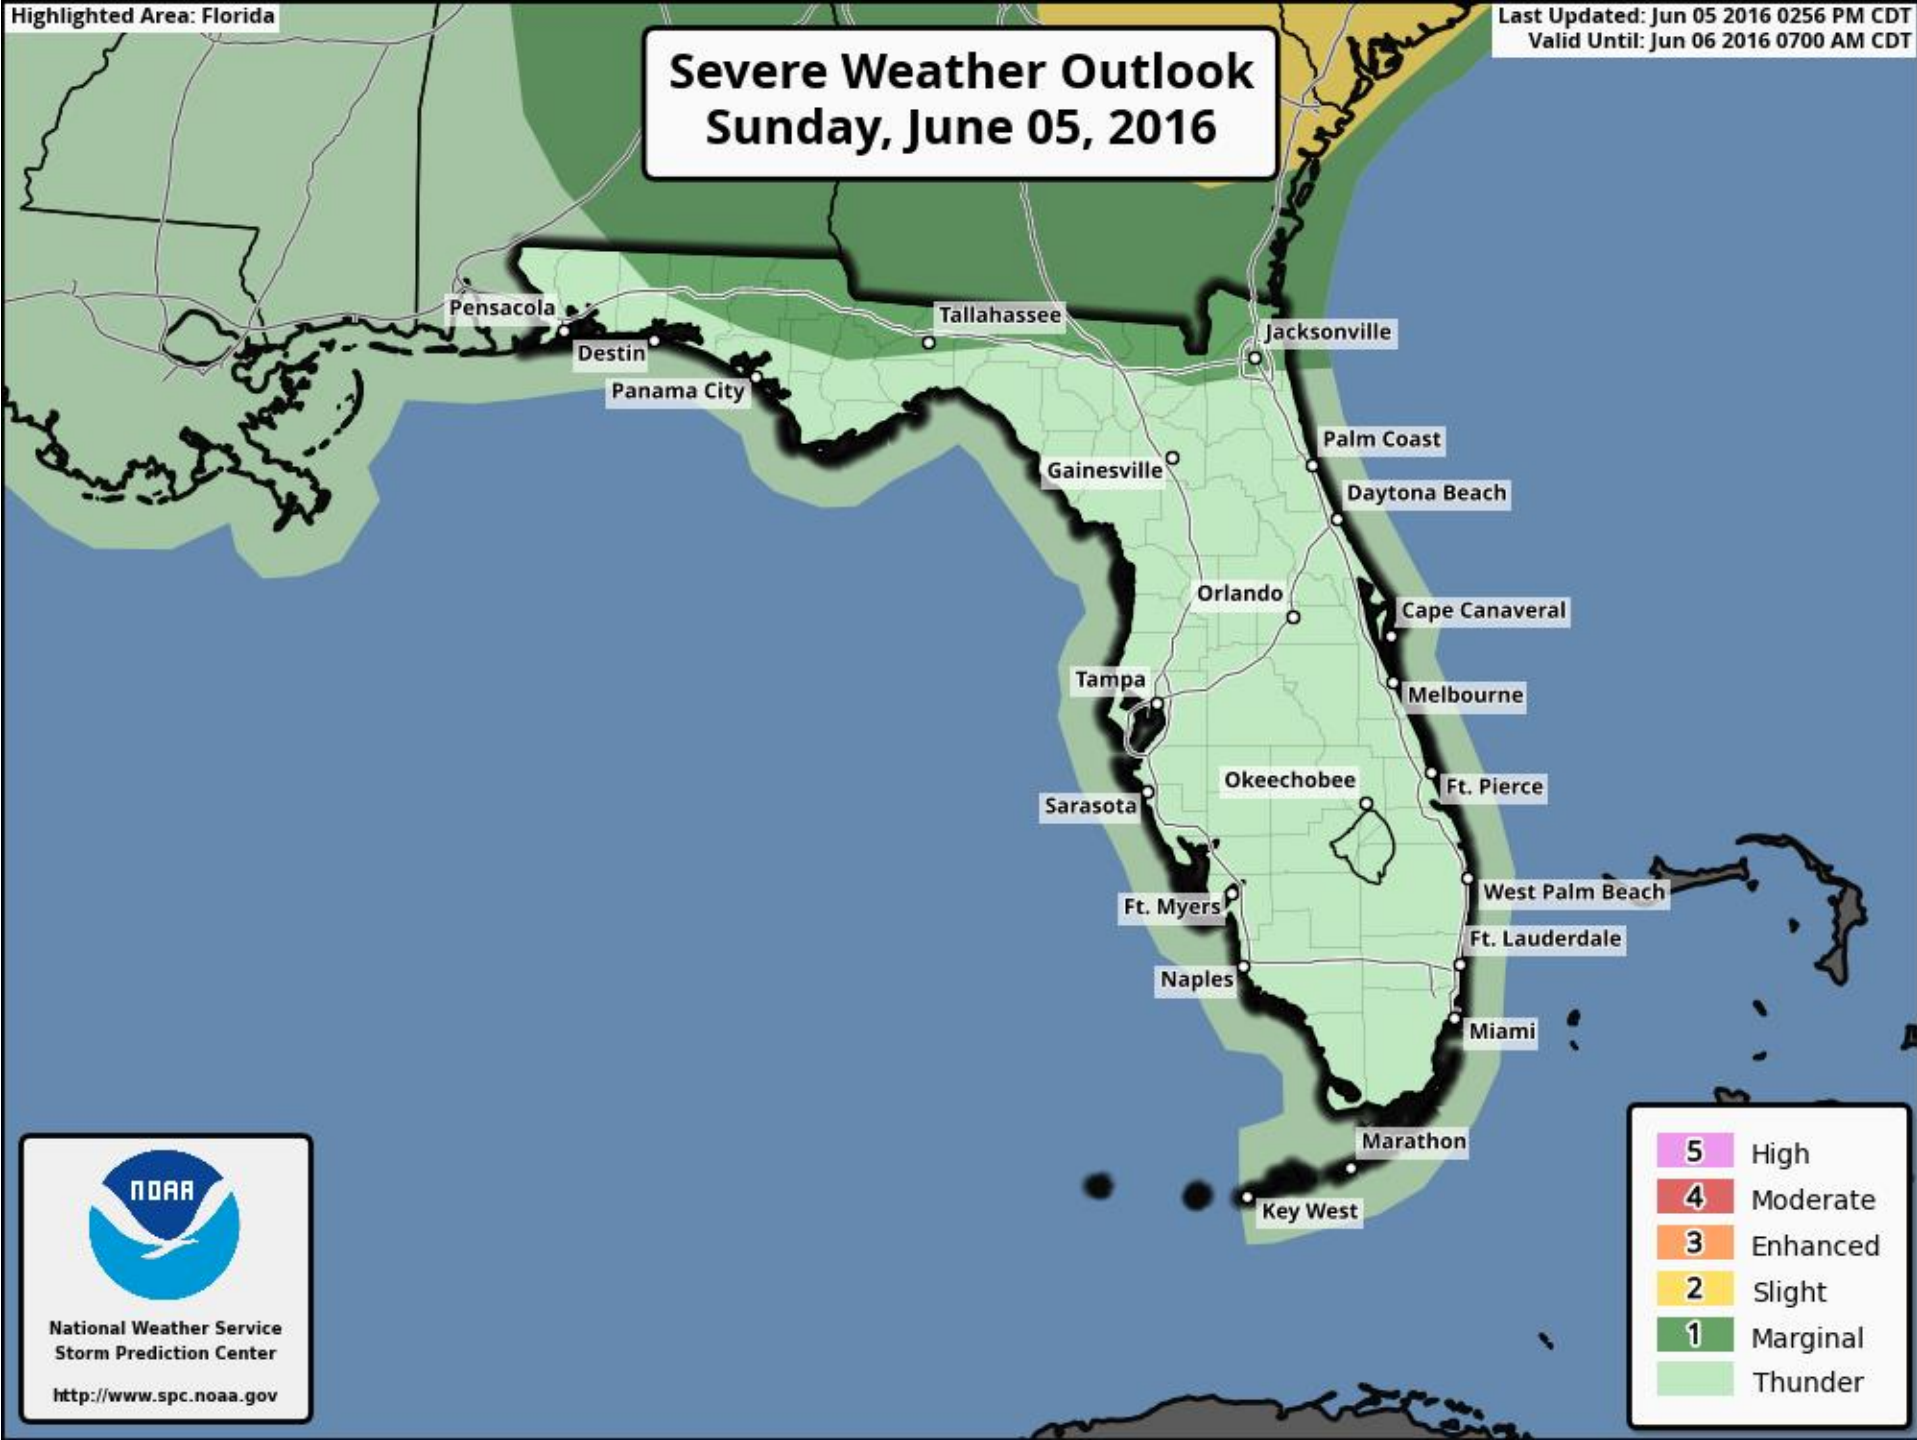 Highlighted Area: Florida
Last Updated: Jun 05 2016 0256 PM CDT
Valid Until: Jun 06 2016 0700 AM CDT
Severe Weather Outlook
Sunday, June 05, 2016
Pensacola
Tallahassee
Jacksonville
Destin
Panama City
Palm Coast
Gainesville
Daytona Beach
Orlando
Cape Canaveral
Tampa
Melbourne
Okeechobee
Ft. Pierce
Sarasota
West Palm Beach
Ft. Myers
Ft. Lauderdale
Naples
Miami
Marathon
Key West
NOAA
National Weather Service
Storm Prediction Center
http://www.spc.noaa.gov
5 High
4 Moderate
3 Enhanced
2 Slight
1 Marginal
Thunder